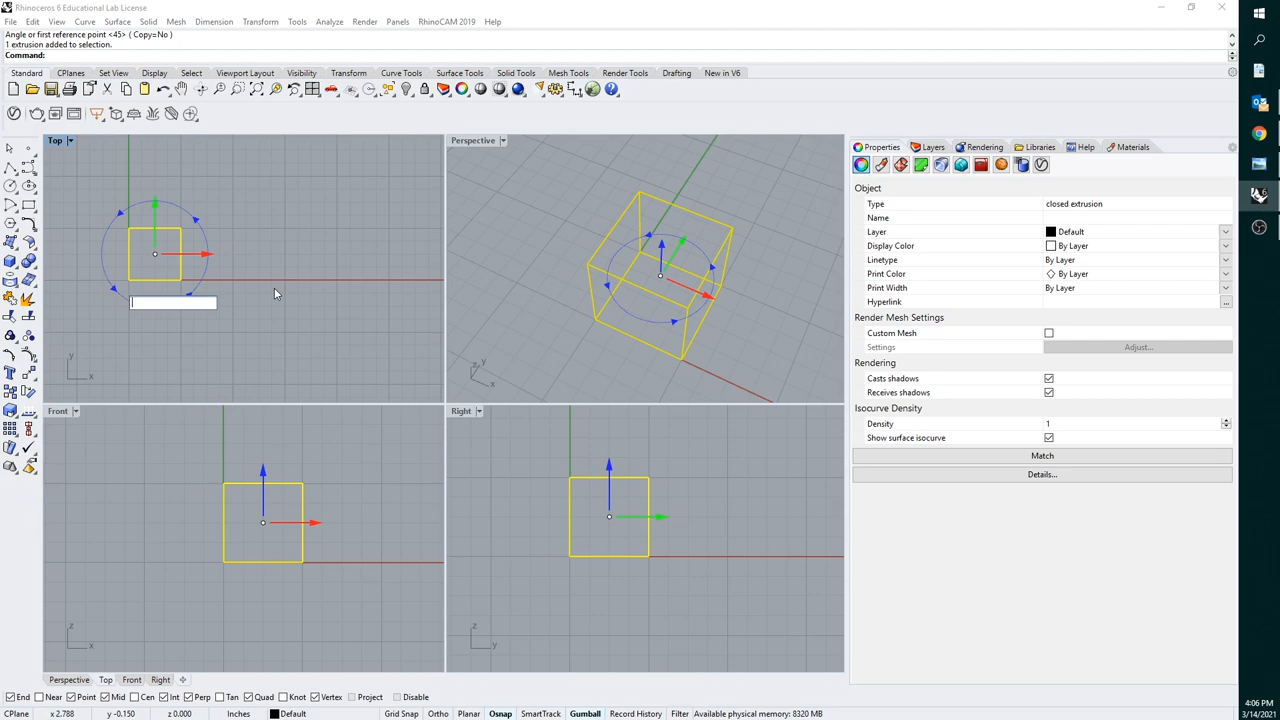 Rhinoceros 6 Educational Lab License
File Edit View Curve Surface Solid Mesh Dimension Transform Tools Analyze Render Panels RhinoCAM 2019 Help
Angle or first reference point <45> ( Copy=No )
1 extrusion added to selection.
Command:
Standard CPlanes Set View Display Select Viewport Layout Visibility Transform Curve Tools Surface Tools Solid Tools Mesh Tools Render Tools Drafting New in V6
Top
Perspective
Properties Layers Rendering Libraries Help Materials
Object
Type closed extrusion
Name
Layer Default
Display Color By Layer
Linetype By Layer
Print Color By Layer
Print Width By Layer
Hyperlink ...
Render Mesh Settings
Custom Mesh
Settings Adjust...
Rendering
Casts shadows
Receives shadows
Isocurve Density
Density 1
Show surface isocurve
Match
Details...
y
x
z
y
x
Front
Right
z
x
z
y
Perspective Top Front Right
End Near Point Mid Cen Int Perp Tan Quad Knot Vertex Project Disable
CPlane x 2.788 y -0.150 z 0.000 Inches Default Grid Snap Ortho Planar Osnap SmartTrack Gumball Record History Filter Available physical memory: 8320 MB
4:06 PM
3/14/2021